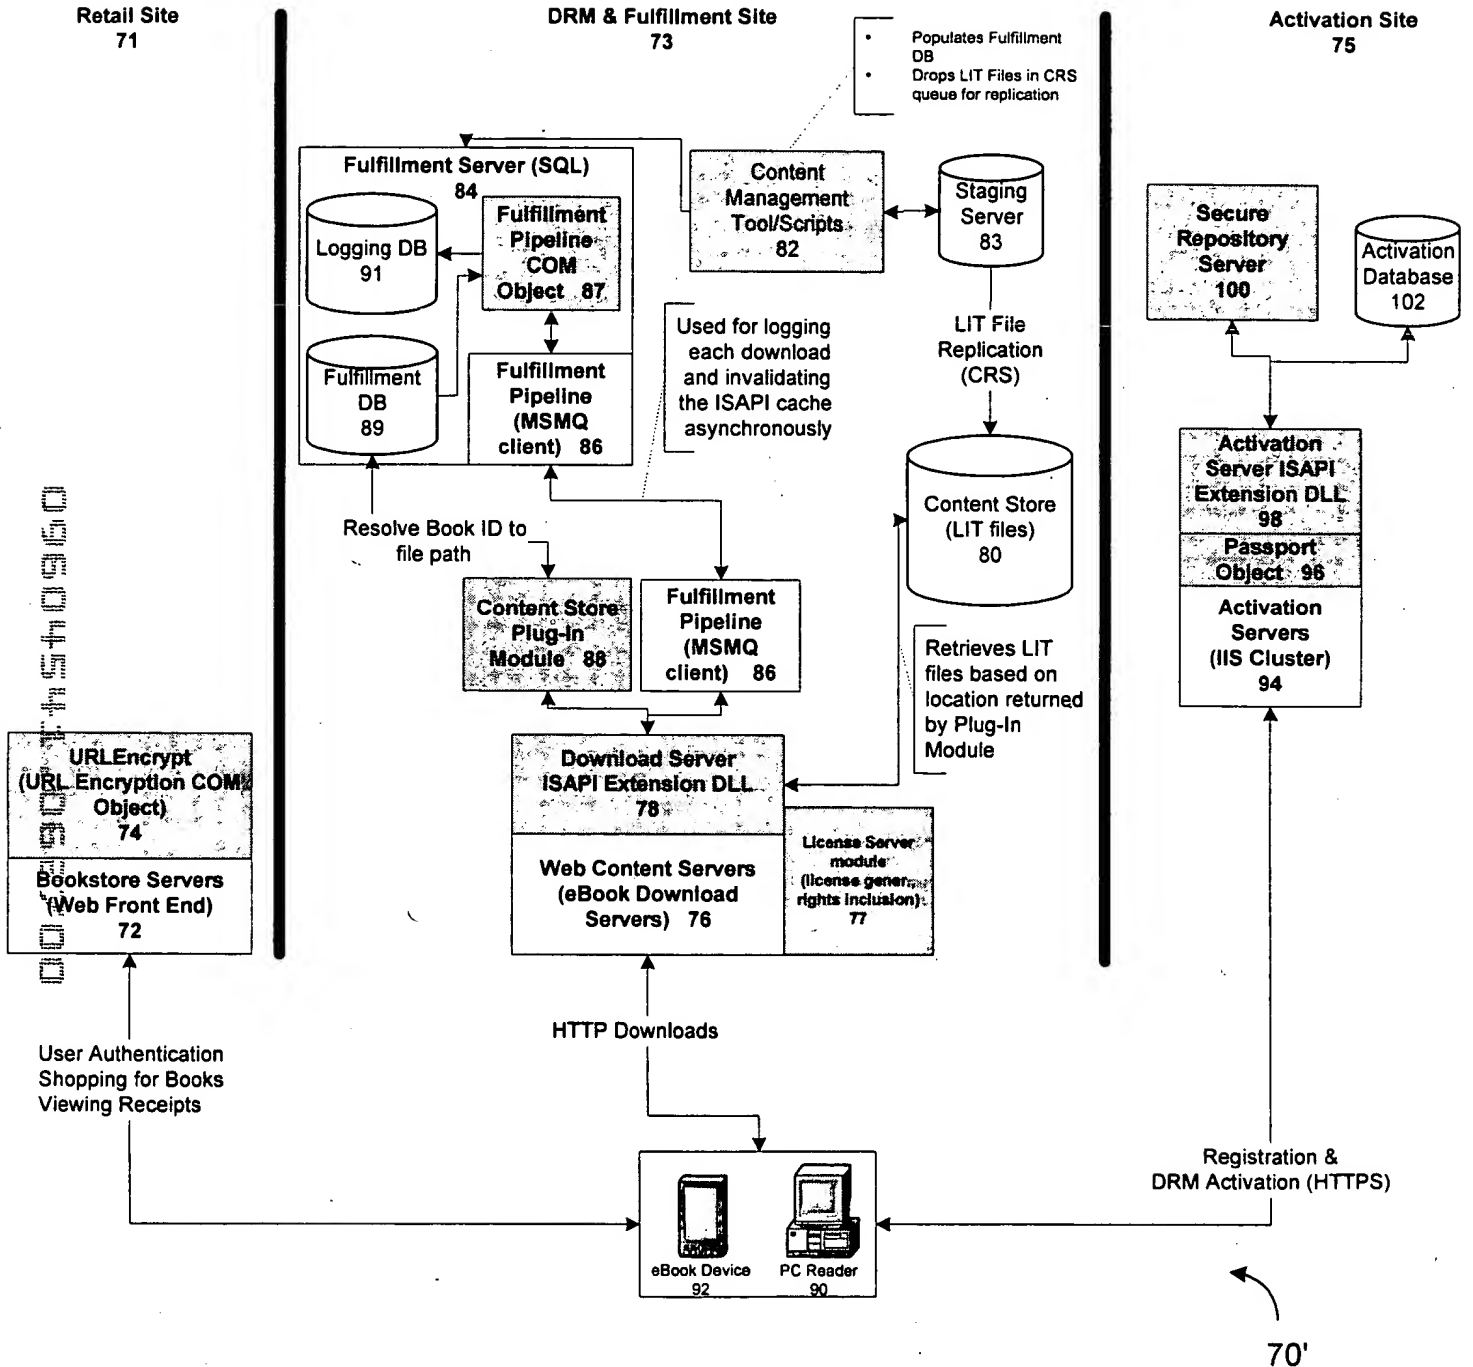 Retail Site
71
DRM & Fulfillment Site
73
Activation Site
75
• Populates Fulfillment
DB
• Drops LIT Files in CRS
queue for replication
Fulfillment Server (SQL)
84
Logging DB
91
Fulfillment
Pipeline
COM
Object 87
Fulfillment
DB
89
Fulfillment
Pipeline
(MSMQ
client) 86
Content
Management
Tool/Scripts
82
Staging
Server
83
Used for logging
each download
and invalidating
the ISAPI cache
asynchronously
LIT File
Replication
(CRS)
Content Store
(LIT files)
80
Secure
Repository
Server
100
Activation
Database
102
Activation
Server ISAPI
Extension DLL
98
Passport
Object 96
Activation
Servers
(IIS Cluster)
94
Resolve Book ID to
file path
Content Store
Plug-In
Module 88
Fulfillment
Pipeline
(MSMQ
client) 86
Retrieves LIT
files based on
location returned
by Plug-In
Module
URLEncrypt
(URL Encryption COM
Object)
74
Bookstore Servers
(Web Front End)
72
Download Server
ISAPI Extension DLL
78
Web Content Servers
(eBook Download
Servers) 76
License Server
module
(license gener.,
rights inclusion)
77
HTTP Downloads
User Authentication
Shopping for Books
Viewing Receipts
Registration &
DRM Activation (HTTPS)
eBook Device
92
PC Reader
90
70'